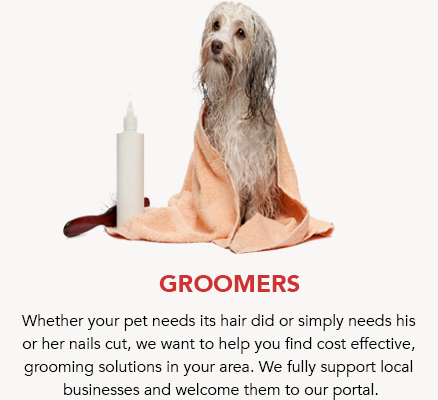 GROOMERS
Whether your pet needs its hair did or simply needs his
or her nails cut, we want to help you find cost effective,
grooming solutions in your area. We fully support local
businesses and welcome them to our portal.